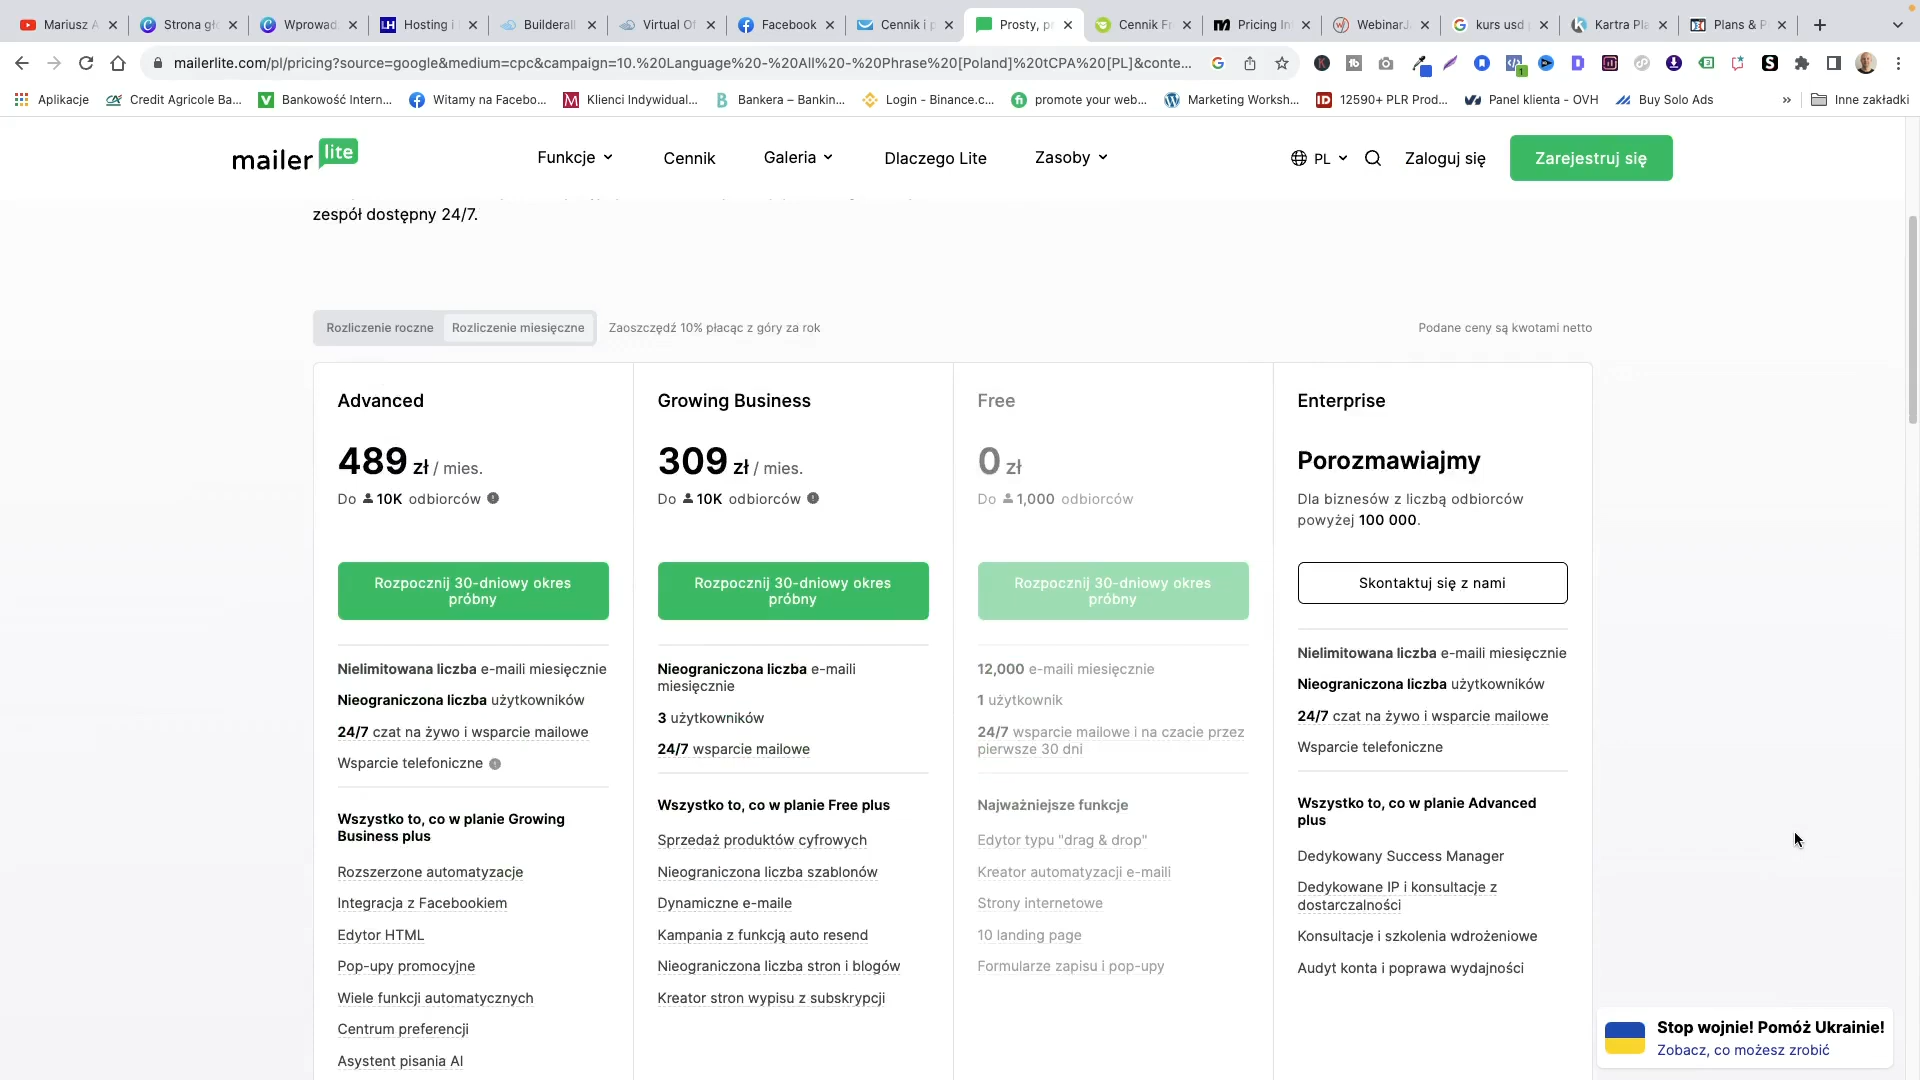 Mariusz A
Strona głó
Wprowad
Hosting i
Builderall
Virtual Of
Facebook
Cennik i p
Prosty, pr
Cennik Fr
Pricing In
WebinarJ
kurs usd
Kartra Pla
Plans & P
mailerlite.com/pl/pricing?source=google&medium=cpc&campaign=10.%20Language%20-%20All%20-%20Phrase%20[Poland]%20tCPA%20[PL]&conte...
Aplikacje
Credit Agricole Ba...
Bankowość Intern...
Witamy na Facebo...
Klienci Indywidual...
Bankera – Bankin...
Login - Binance.c...
promote your web...
Marketing Worksh...
12590+ PLR Prod...
Panel klienta - OVH
Buy Solo Ads
»
Inne zakładki
mailer lite
Funkcje
Cennik
Galeria
Dlaczego Lite
Zasoby
PL
Zaloguj się
Zarejestruj się
zespół dostępny 24/7.
Rozliczenie roczne
Rozliczenie miesięczne
Zaoszczędź 10% płacąc z góry za rok
Podane ceny są kwotami netto
Advanced
489 zł / mies.
Do 10K odbiorców
Rozpocznij 30-dniowy okres
próbny
Nielimitowana liczba e-maili miesięcznie
Nieograniczona liczba użytkowników
24/7 czat na żywo i wsparcie mailowe
Wsparcie telefoniczne
Wszystko to, co w planie Growing
Business plus
Rozszerzone automatyzacje
Integracja z Facebookiem
Edytor HTML
Pop-upy promocyjne
Wiele funkcji automatycznych
Centrum preferencji
Asystent pisania AI
Growing Business
309 zł / mies.
Do 10K odbiorców
Rozpocznij 30-dniowy okres
próbny
Nieograniczona liczba e-maili
miesięcznie
3 użytkowników
24/7 wsparcie mailowe
Wszystko to, co w planie Free plus
Sprzedaż produktów cyfrowych
Nieograniczona liczba szablonów
Dynamiczne e-maile
Kampania z funkcją auto resend
Nieograniczona liczba stron i blogów
Kreator stron wypisu z subskrypcji
Free
0 zł
Do 1,000 odbiorców
Rozpocznij 30-dniowy okres
próbny
12,000 e-maili miesięcznie
1 użytkownik
24/7 wsparcie mailowe i na czacie przez
pierwsze 30 dni
Najważniejsze funkcje
Edytor typu "drag & drop"
Kreator automatyzacji e-maili
Strony internetowe
10 landing page
Formularze zapisu i pop-upy
Enterprise
Porozmawiajmy
Dla biznesów z liczbą odbiorców
powyżej 100 000.
Skontaktuj się z nami
Nielimitowana liczba e-maili miesięcznie
Nieograniczona liczba użytkowników
24/7 czat na żywo i wsparcie mailowe
Wsparcie telefoniczne
Wszystko to, co w planie Advanced
plus
Dedykowany Success Manager
Dedykowane IP i konsultacje z
dostarczalności
Konsultacje i szkolenia wdrożeniowe
Audyt konta i poprawa wydajności
Stop wojnie! Pomóż Ukrainie!
Zobacz, co możesz zrobić